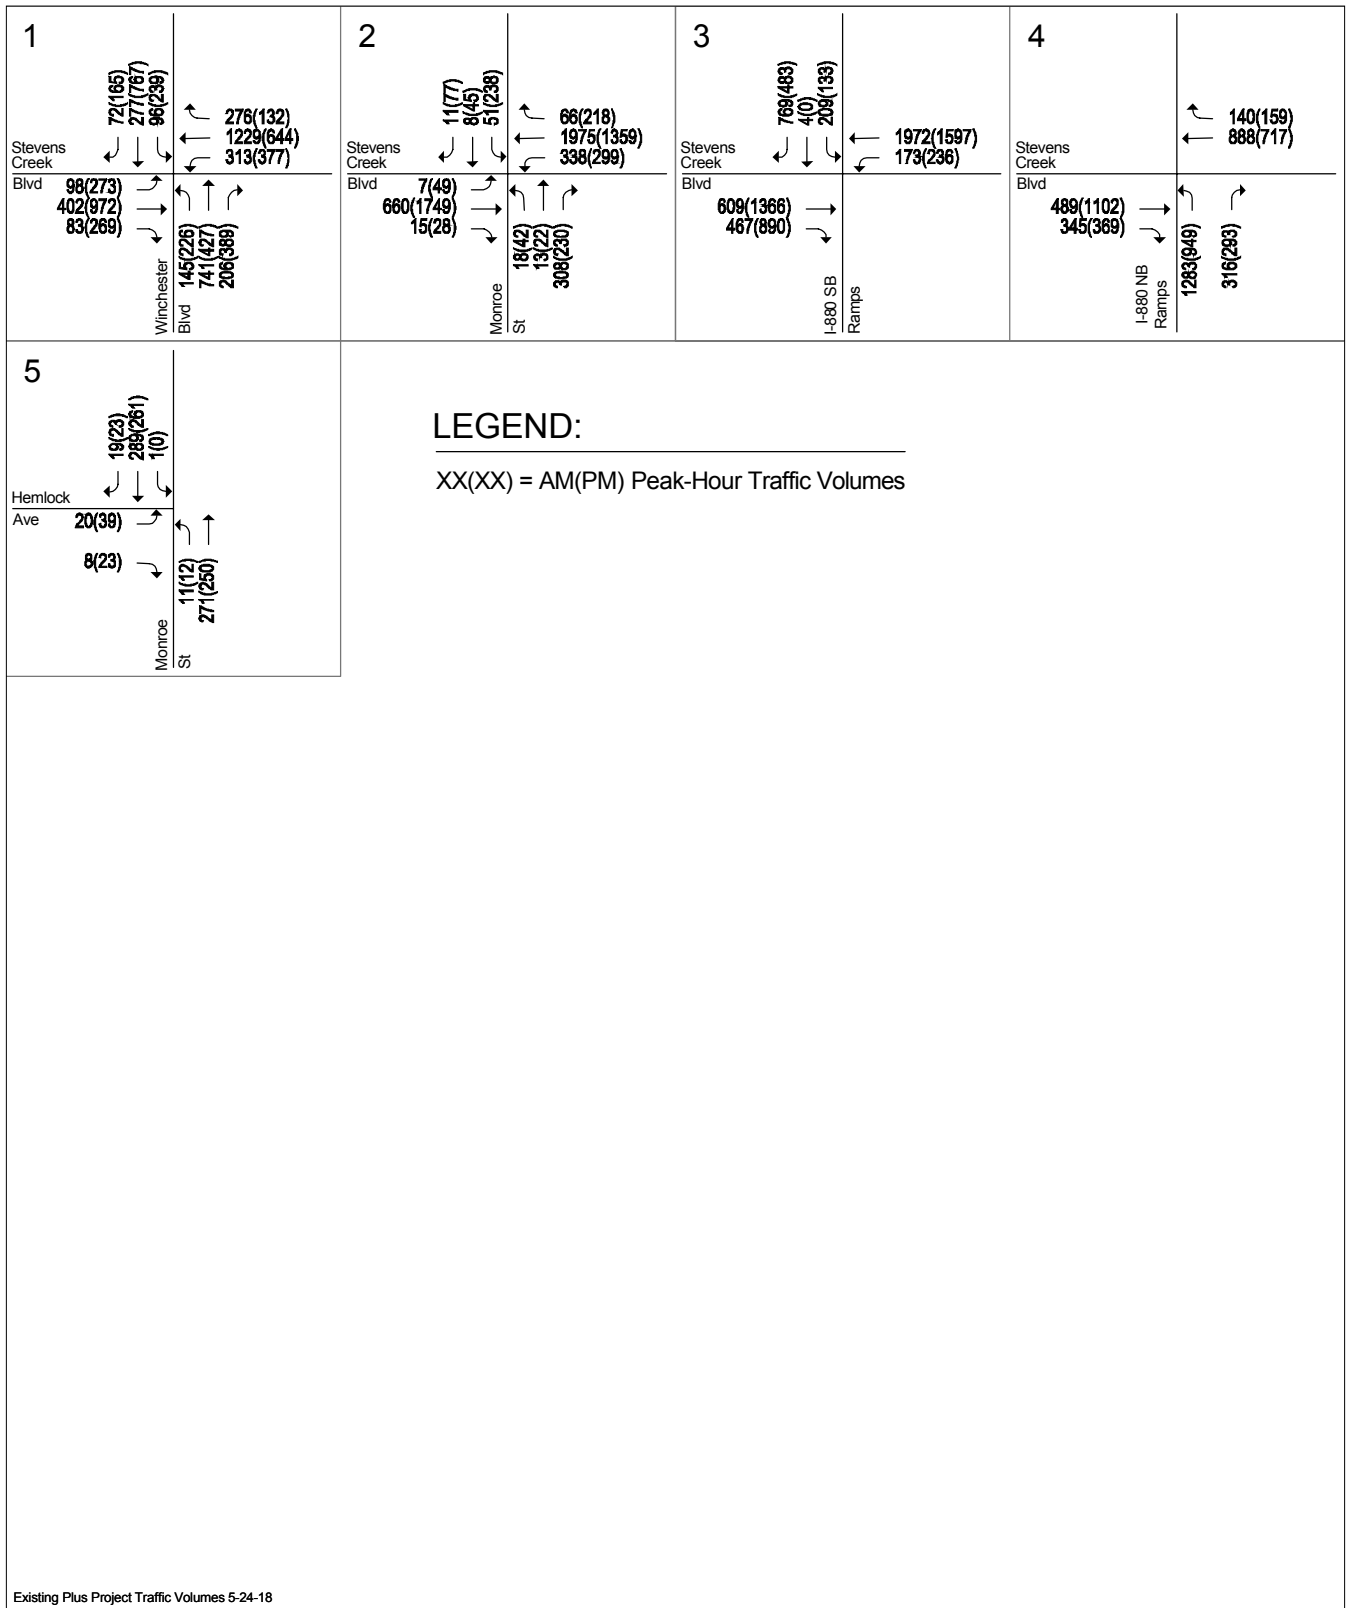 1
72(165)
277(767)
96(239)
276(132)
1229(644)
313(377)
Stevens
Creek
Blvd
98(273)
402(972)
83(269)
145(226)
741(427)
206(389)
Winchester
Blvd
2
11(77)
8(45)
51(238)
66(218)
1975(1359)
338(299)
Stevens
Creek
Blvd
7(49)
660(1749)
15(28)
18(42)
13(22)
308(230)
Monroe
St
3
769(483)
4(0)
209(133)
1972(1597)
173(236)
Stevens
Creek
Blvd
609(1366)
467(890)
I-880 SB
Ramps
4
140(159)
888(717)
Stevens
Creek
Blvd
489(1102)
345(369)
1283(949)
316(293)
I-880 NB
Ramps
5
19(23)
289(261)
1(0)
Hemlock
Ave
20(39)
8(23)
11(12)
271(250)
Monroe
St
LEGEND:
XX(XX) = AM(PM) Peak-Hour Traffic Volumes
Existing Plus Project Traffic Volumes 5-24-18